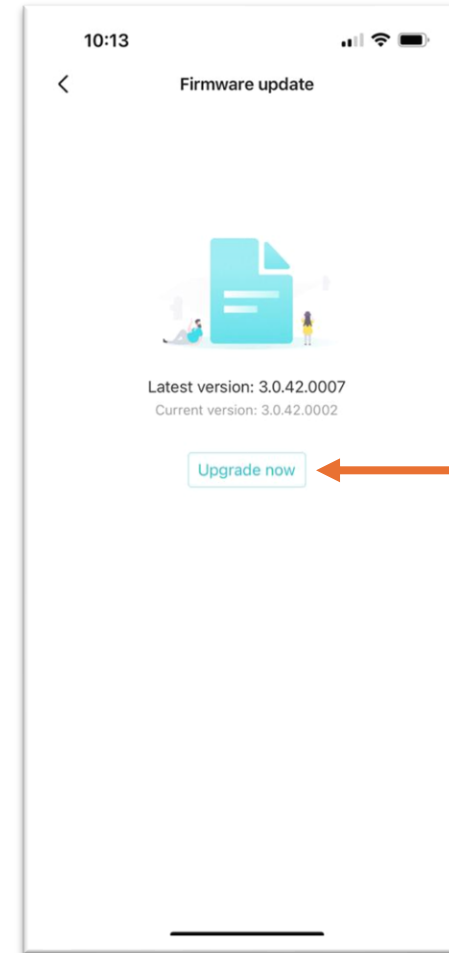 10:13
Firmware update
Latest version: 3.0.42.0007
Current version: 3.0.42.0002
Upgrade now